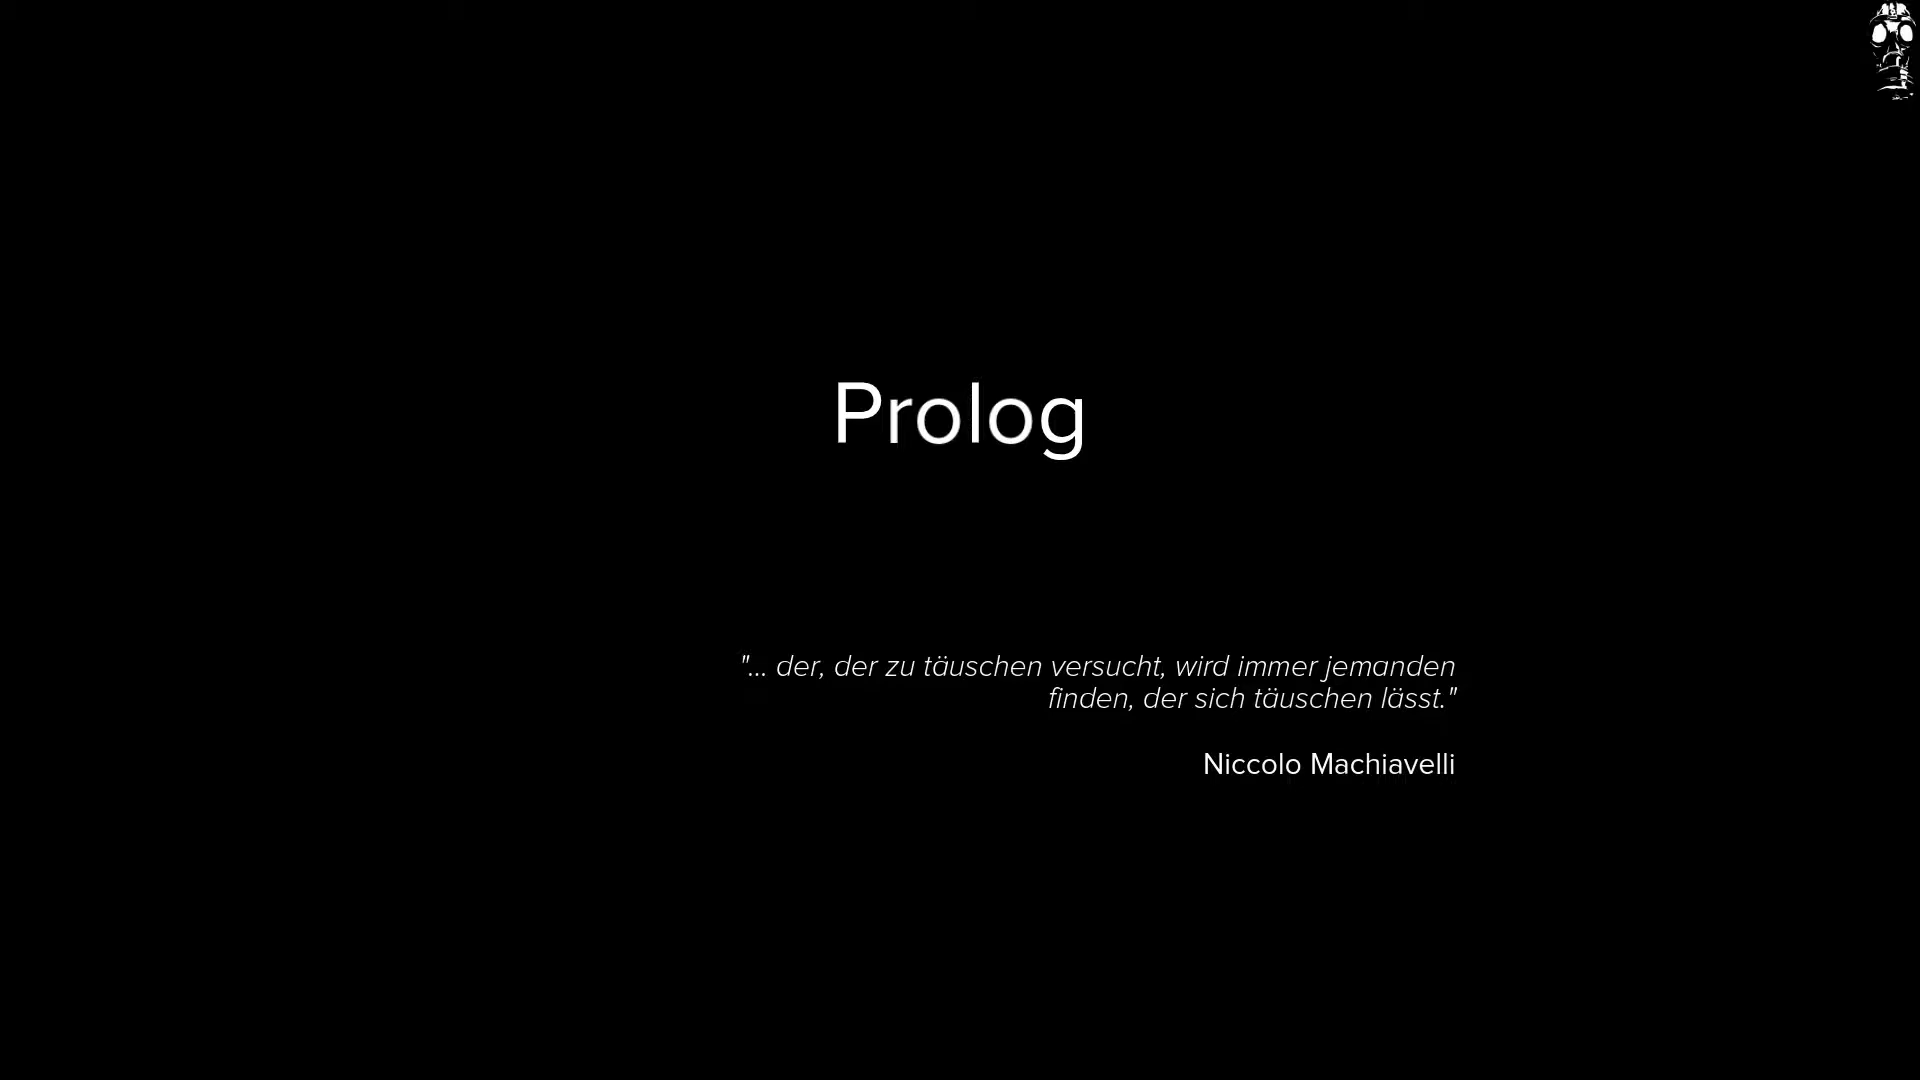 Prolog
"... der, der zu täuschen versucht, wird immer jemanden
finden, der sich täuschen lässt."
Niccolo Machiavelli